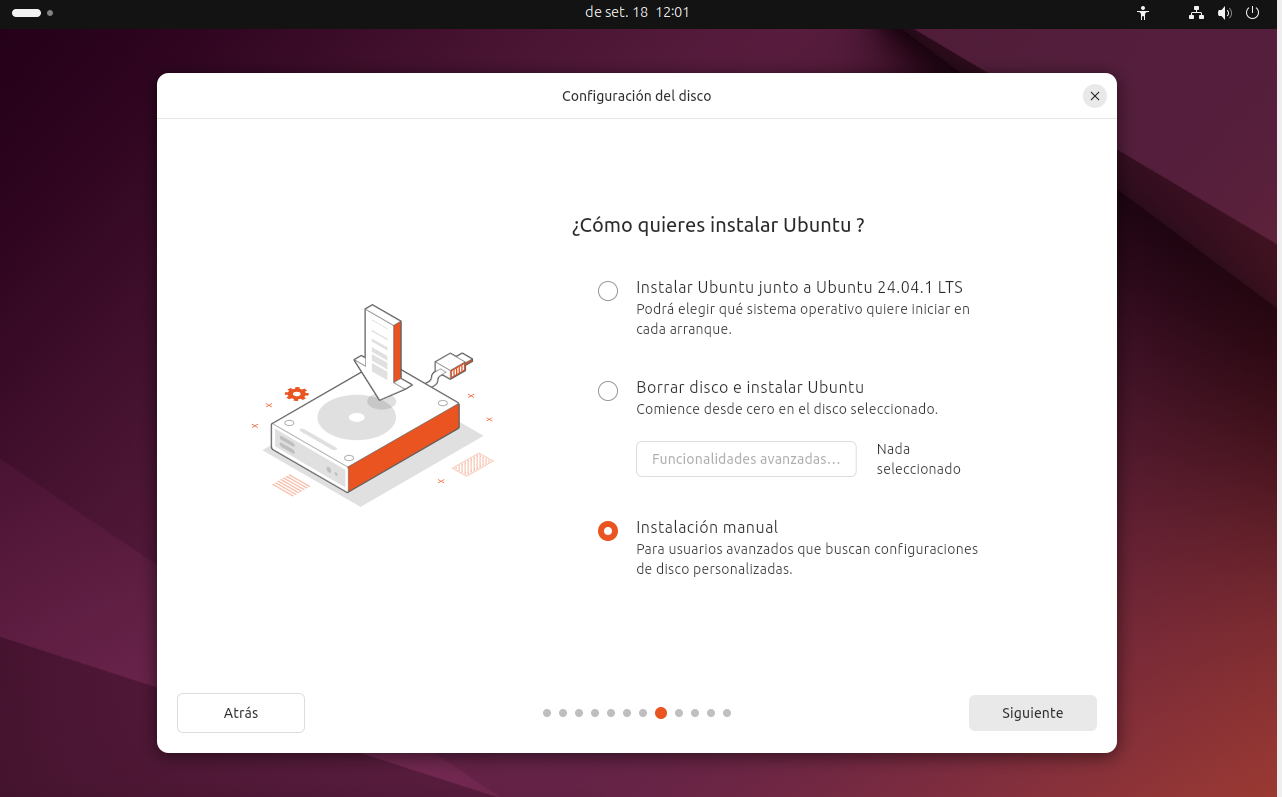 de set. 18 12:01
Configuración del disco
¿Cómo quieres instalar Ubuntu ?
Instalar Ubuntu junto a Ubuntu 24.04.1 LTS
Podrá elegir qué sistema operativo quiere iniciar en
cada arranque.
Borrar disco e instalar Ubuntu
Comience desde cero en el disco seleccionado.
Funcionalidades avanzadas...
Nada
seleccionado
Instalación manual
Para usuarios avanzados que buscan configuraciones
de disco personalizadas.
Atrás
Siguiente